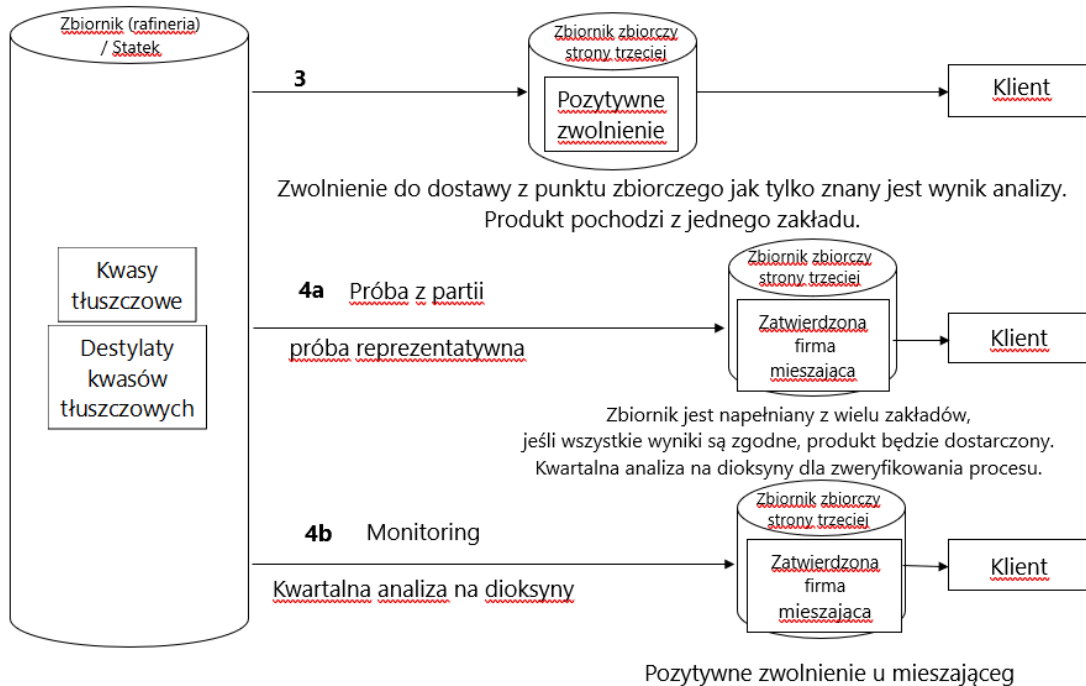 Zbiornik (rafineria)
/ Statek
Kwasy
tłuszczowe
Destylaty
kwasów
tłuszczowych
3
Zbiornik zbiorczy
strony trzeciej
Pozytywne
zwolnienie
Klient
Zwolnienie do dostawy z punktu zbiorczego jak tylko znany jest wynik analizy.
Produkt pochodzi z jednego zakładu.
4a Próba z partii
próba reprezentatywna
Zbiornik zbiorczy
strony trzeciej
Zatwierdzona
firma
mieszająca
Klient
Zbiornik jest napełniany z wielu zakładów,
jeśli wszystkie wyniki są zgodne, produkt będzie dostarczony.
Kwartalna analiza na dioksyny dla zweryfikowania procesu.
4b Monitoring
Kwartalna analiza na dioksyny
Zbiornik zbiorczy
strony trzeciej
Zatwierdzona
firma
mieszająca
Klient
Pozytywne zwolnienie u mieszająceg